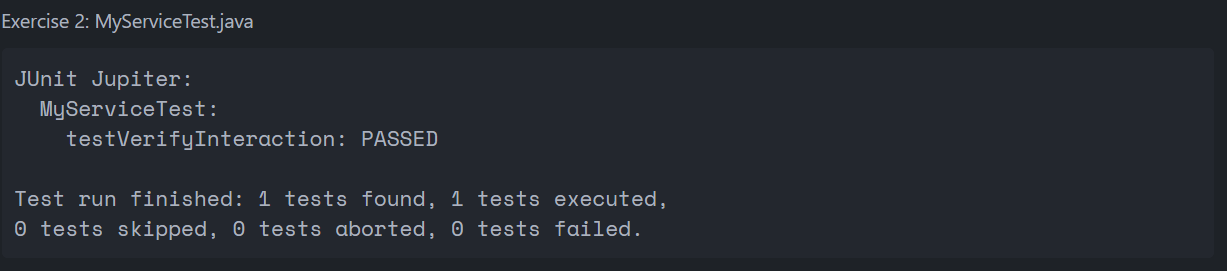 Exercise 2: MyServiceTest.java
JUnit Jupiter:
MyServiceTest:
testVerifyInteraction: PASSED
Test run finished: 1 tests found, 1 tests executed,
0 tests skipped, 0 tests aborted, 0 tests failed.